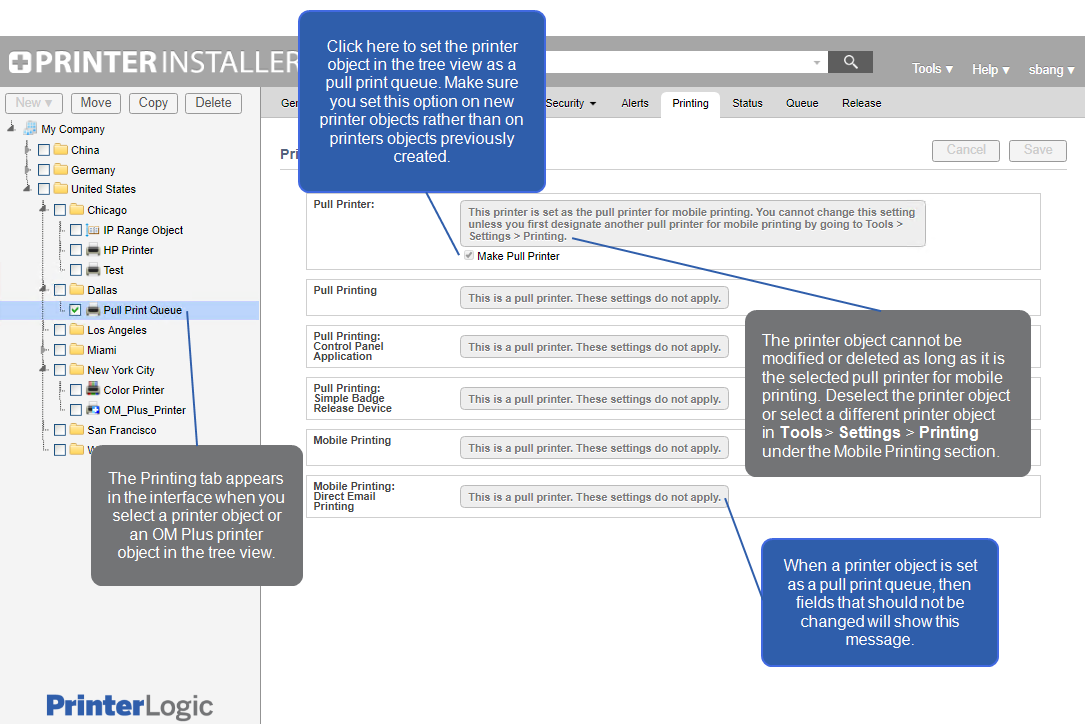 Click here to set the printer
object in the tree view as a
pull print queue. Make sure
you set this option on new
printer objects rather than on
printers objects previously
created.
PRINTER INSTALLER
Tools ▾ Help ▾ sbang ▾
New ▾ Move Copy Delete
Security ▾ Alerts Printing Status Queue Release
Cancel Save
My Company
China
Germany
United States
Chicago
IP Range Object
HP Printer
Test
Dallas
Pull Print Queue
Los Angeles
Miami
New York City
Color Printer
OM_Plus_Printer
San Francisco
Pull Printer:
This printer is set as the pull printer for mobile printing. You cannot change this setting
unless you first designate another pull printer for mobile printing by going to Tools >
Settings > Printing.
Make Pull Printer
Pull Printing
This is a pull printer. These settings do not apply.
Pull Printing:
Control Panel
Application
This is a pull printer. These settings do not apply.
Pull Printing:
Simple Badge
Release Device
This is a pull printer. These settings do not apply.
Mobile Printing
This is a pull printer. These settings do not apply.
Mobile Printing:
Direct Email
Printing
This is a pull printer. These settings do not apply.
The printer object cannot be
modified or deleted as long as it is
the selected pull printer for mobile
printing. Deselect the printer object
or select a different printer object
in Tools> Settings > Printing
under the Mobile Printing section.
The Printing tab appears
in the interface when you
select a printer object or
an OM Plus printer
object in the tree view.
When a printer object is set
as a pull print queue, then
fields that should not be
changed will show this
message.
PrinterLogic